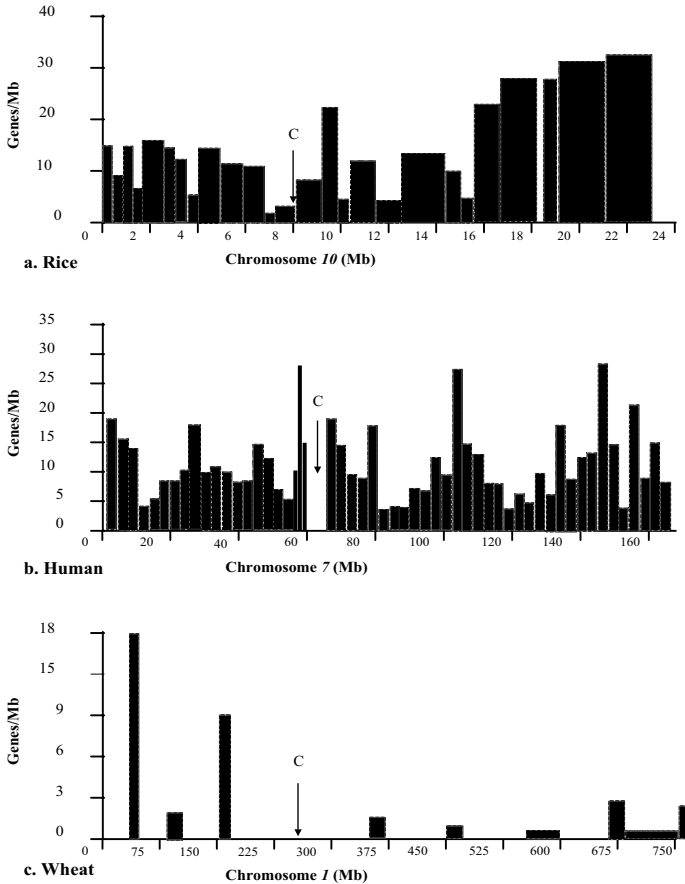 40
30
20
10
0
Genes/Mb
C
0 2 4 6 8 10 12 14 16 18 20 22 24
a. Rice
Chromosome 10 (Mb)
35
30
25
20
15
10
5
0
Genes/Mb
C
0 20 40 60 80 100 120 140 160
b. Human
Chromosome 7 (Mb)
18
15
9
6
3
0
Genes/Mb
C
75 150 225 300 375 450 525 600 675 750
c. Wheat
Chromosome 1 (Mb)